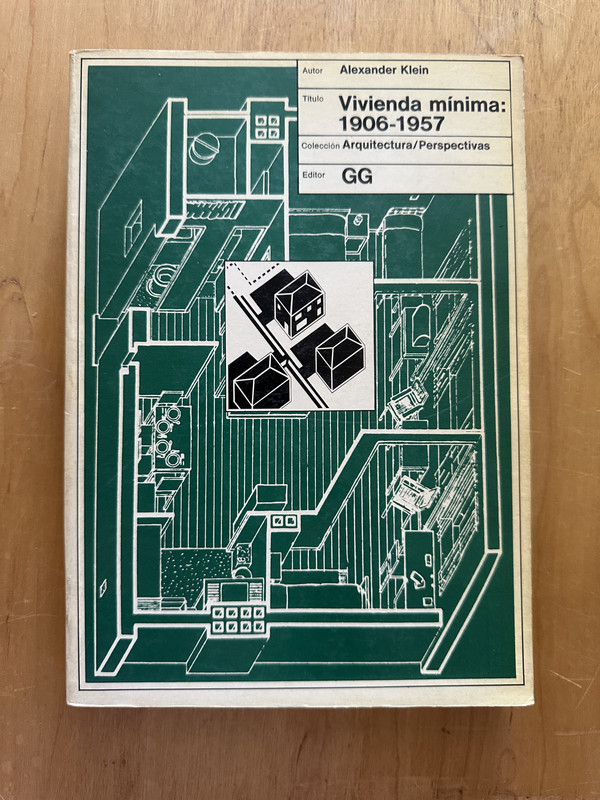 Autor Alexander Klein
Título Vivienda mínima:
1906-1957
Colección Arquitectura/Perspectivas
Editor GG